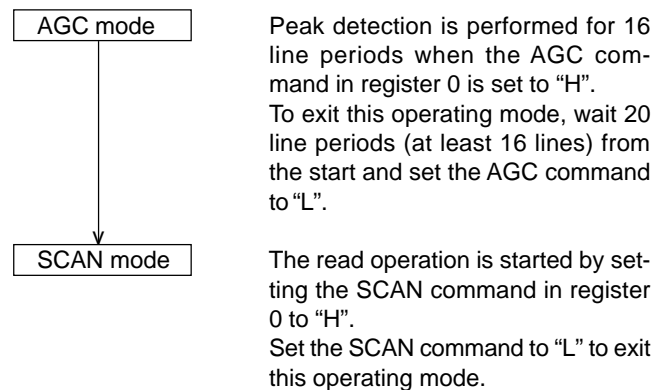 AGC mode
Peak detection is performed for 16
line periods when the AGC com-
mand in register 0 is set to “H”.
To exit this operating mode, wait 20
line periods (at least 16 lines) from
the start and set the AGC command
to “L”.
SCAN mode
The read operation is started by set-
ting the SCAN command in register
0 to “H”.
Set the SCAN command to “L” to exit
this operating mode.